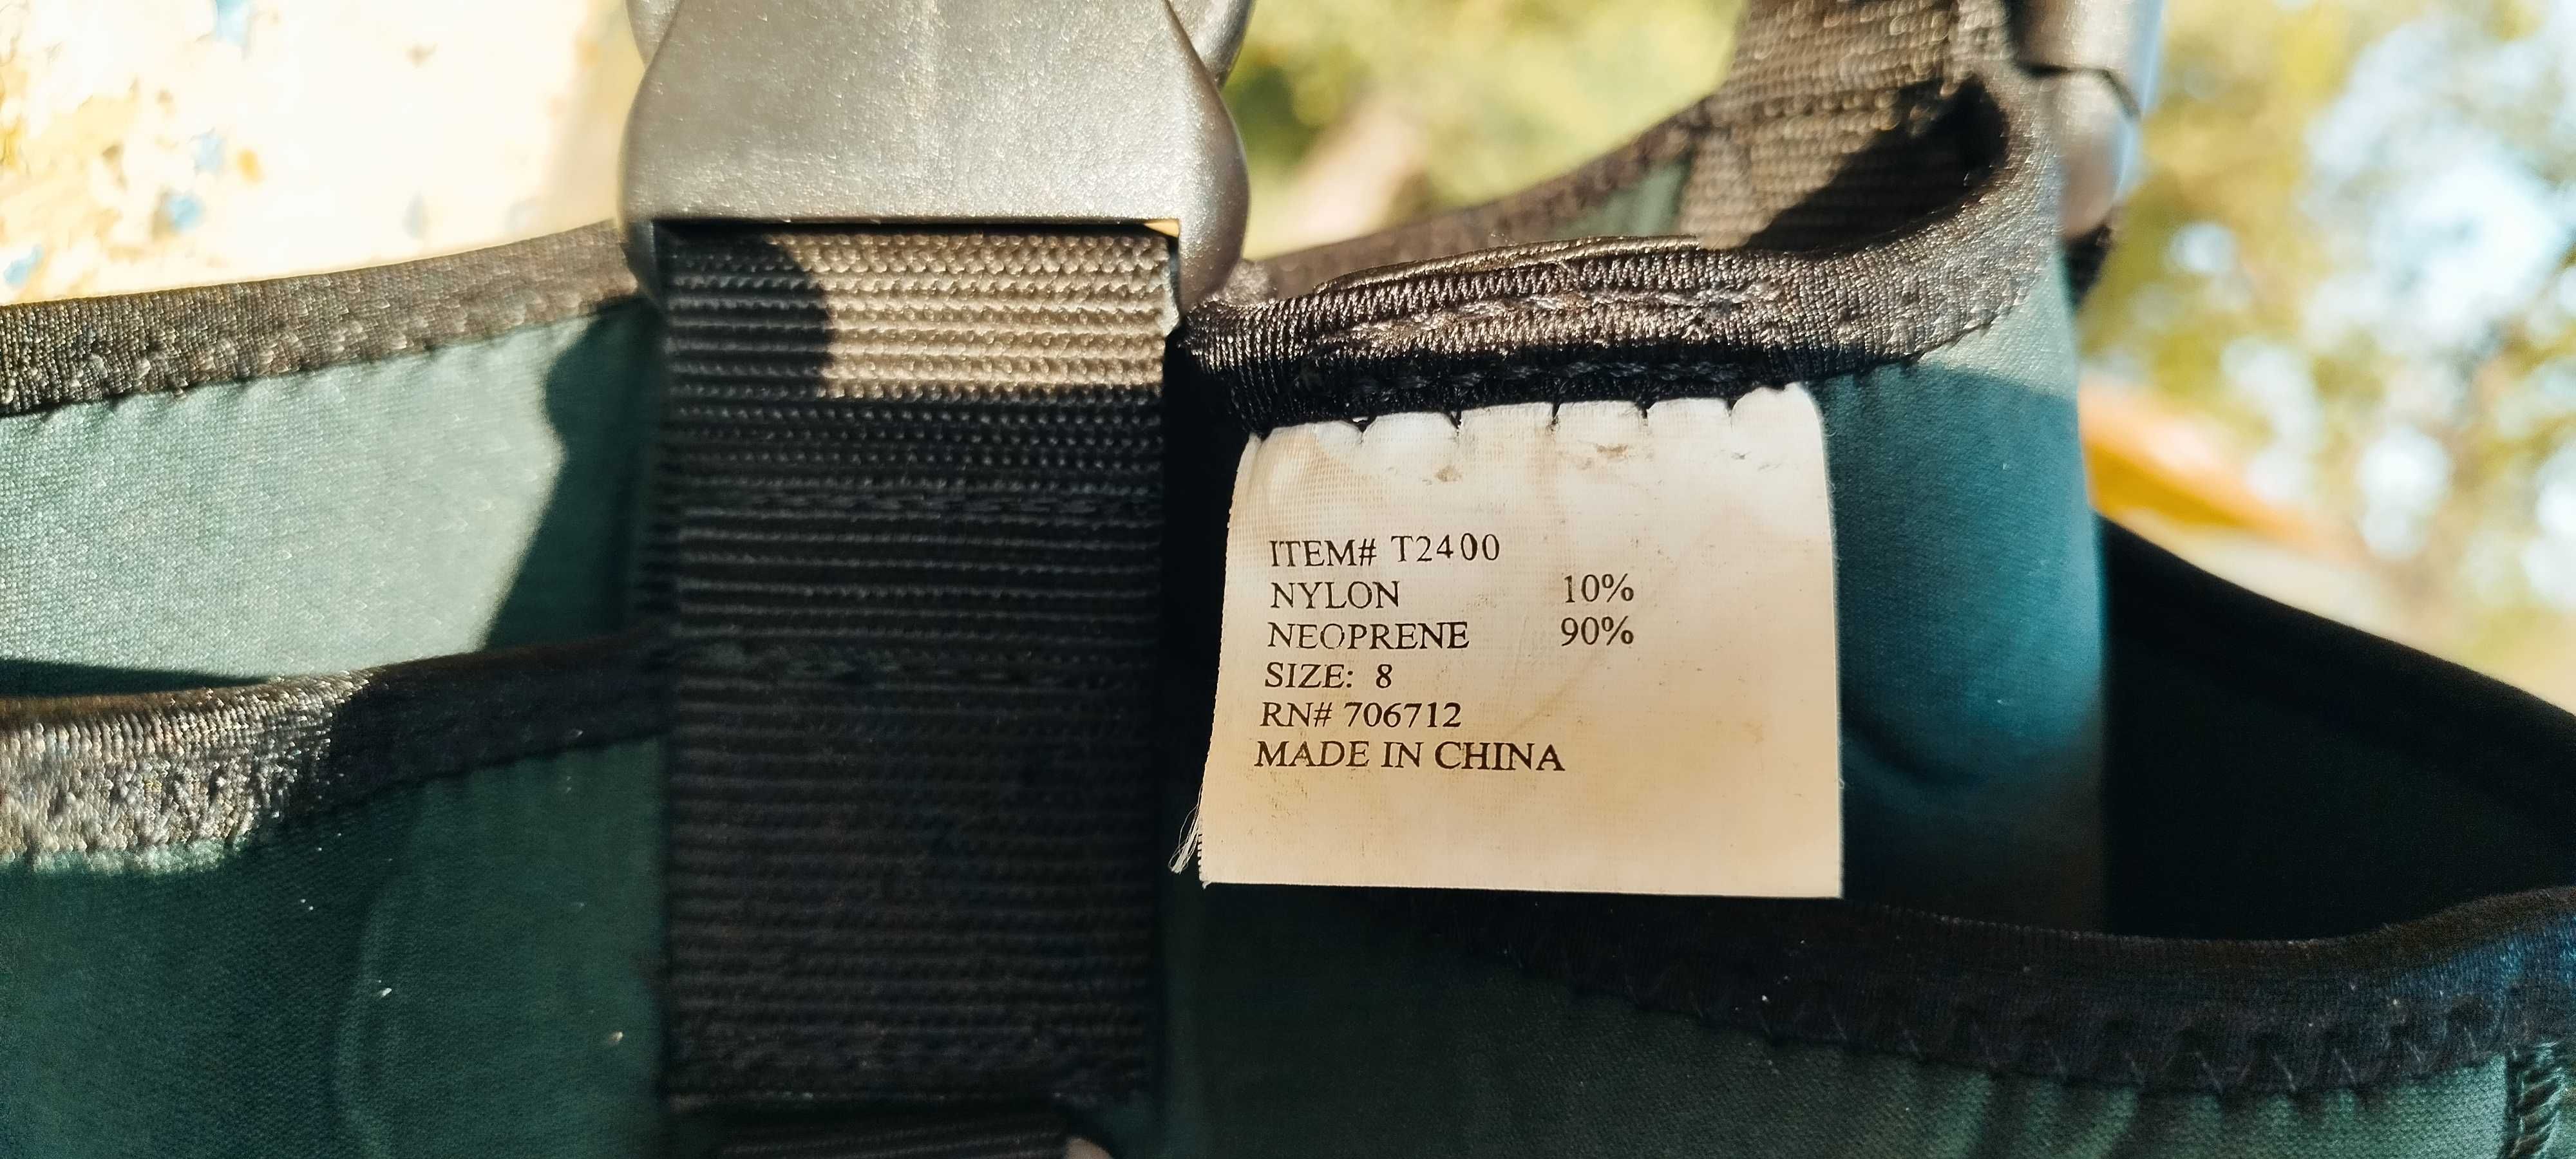 ITEM# T2400
NYLON 10%
NEOPRENE 90%
SIZE: 8
RN# 706712
MADE IN CHINA